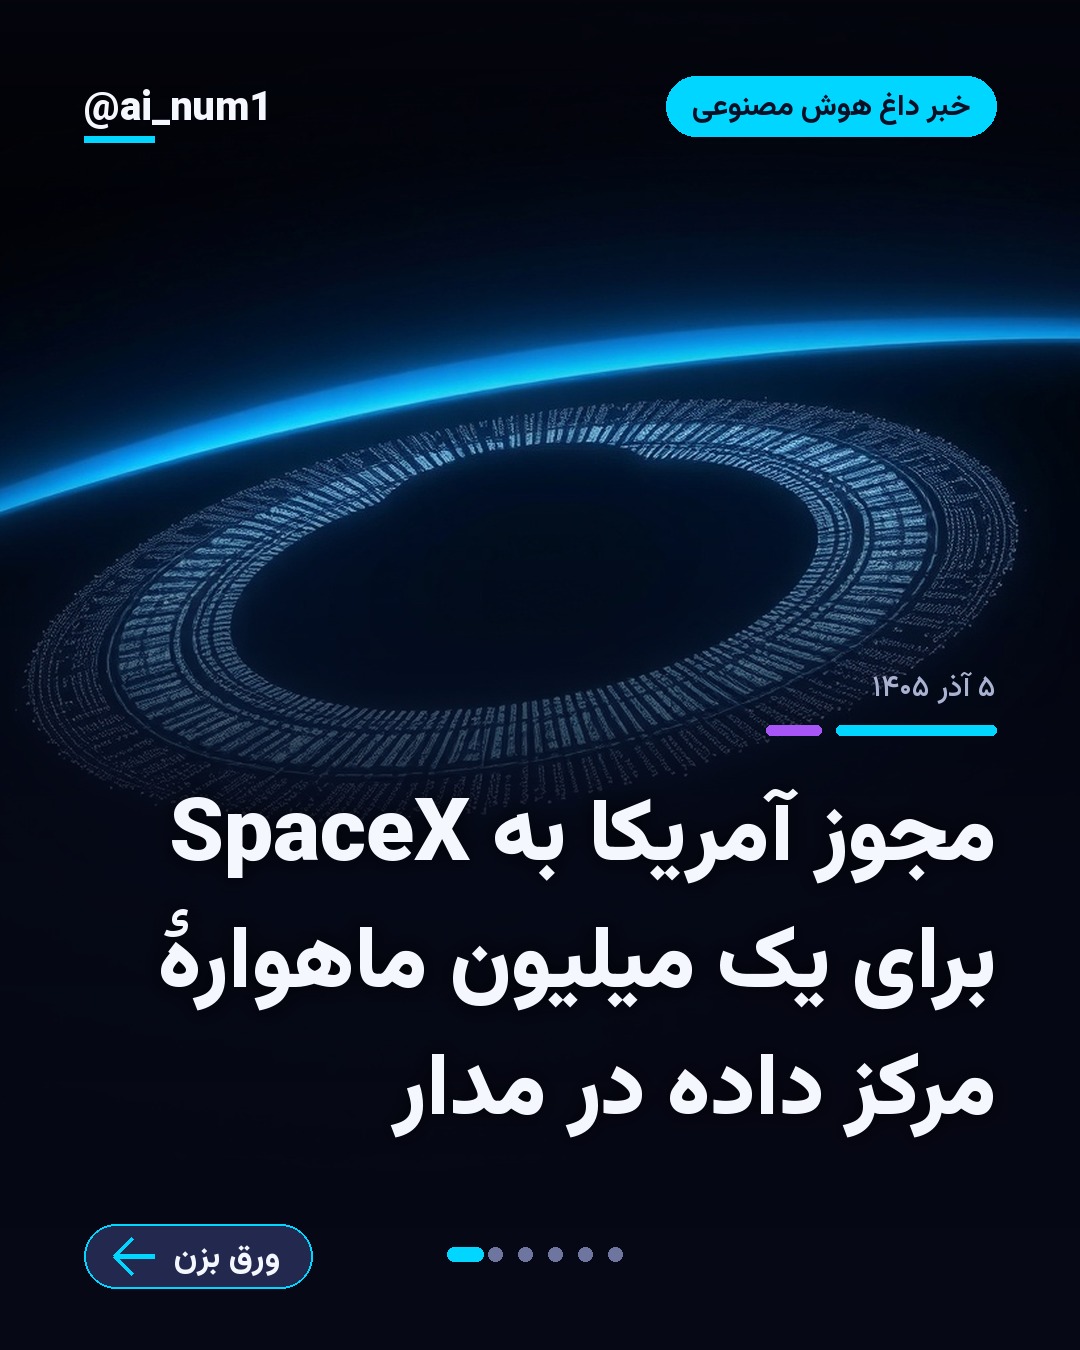 @ai_num1
خبر داغ هوش مصنوعی
۵ آذر ۱۴۰۵
مجوز آمریکا به SpaceX
برای یک میلیون ماهوارهٔ
مرکز داده در مدار
ورق بزن